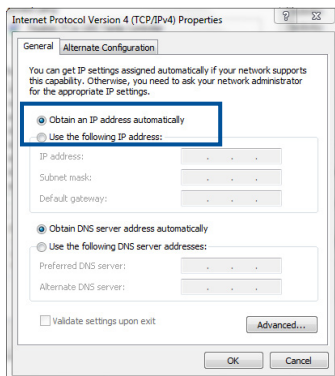 Internet Protocol Version 4 (TCP/IPv4) Properties
General
Alternate Configuration
You can get IP settings assigned automatically if your network supports
this capability. Otherwise, you need to ask your network administrator
for the appropriate IP settings.
Obtain an IP address automatically
Use the following IP address:
IP address:
Subnet mask:
Default gateway:
Obtain DNS server address automatically
Use the following DNS server addresses:
Preferred DNS server:
Alternate DNS server:
Validate settings upon exit
Advanced...
OK
Cancel